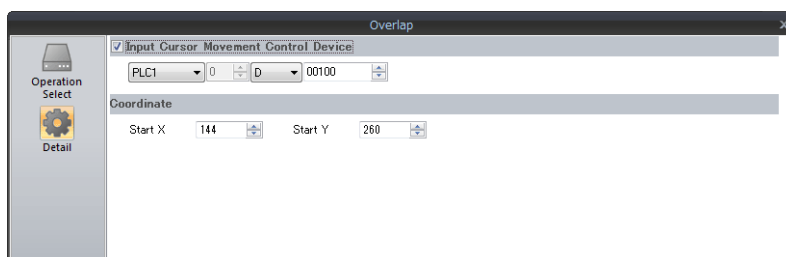 Overlap
Input Cursor Movement Control Device
PLC1 0 D 00100
Operation
Select
Coordinate
Start X 144 Start Y 260
Detail